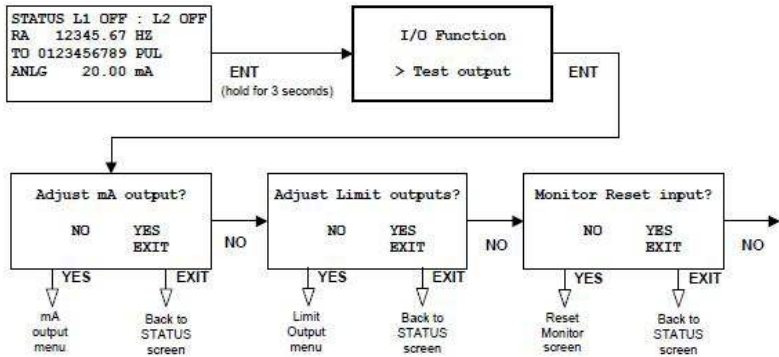 STATUS L1 OFF : L2 OFF
RA 12345.67 HZ
TO 0123456789 PUL
ANLG 20.00 mA
ENT
(hold for 3 seconds)
I/O Function
> Test output
ENT
Adjust mA output?
NO YES
EXIT
NO
YES
EXIT
mA
output
menu
Back to
STATUS
screen
Adjust Limit outputs?
NO YES
EXIT
NO
YES
EXIT
Limit
Output
menu
Back to
STATUS
screen
Monitor Reset input?
NO YES
EXIT
NO
YES
EXIT
Reset
Monitor
screen
Back to
STATUS
screen